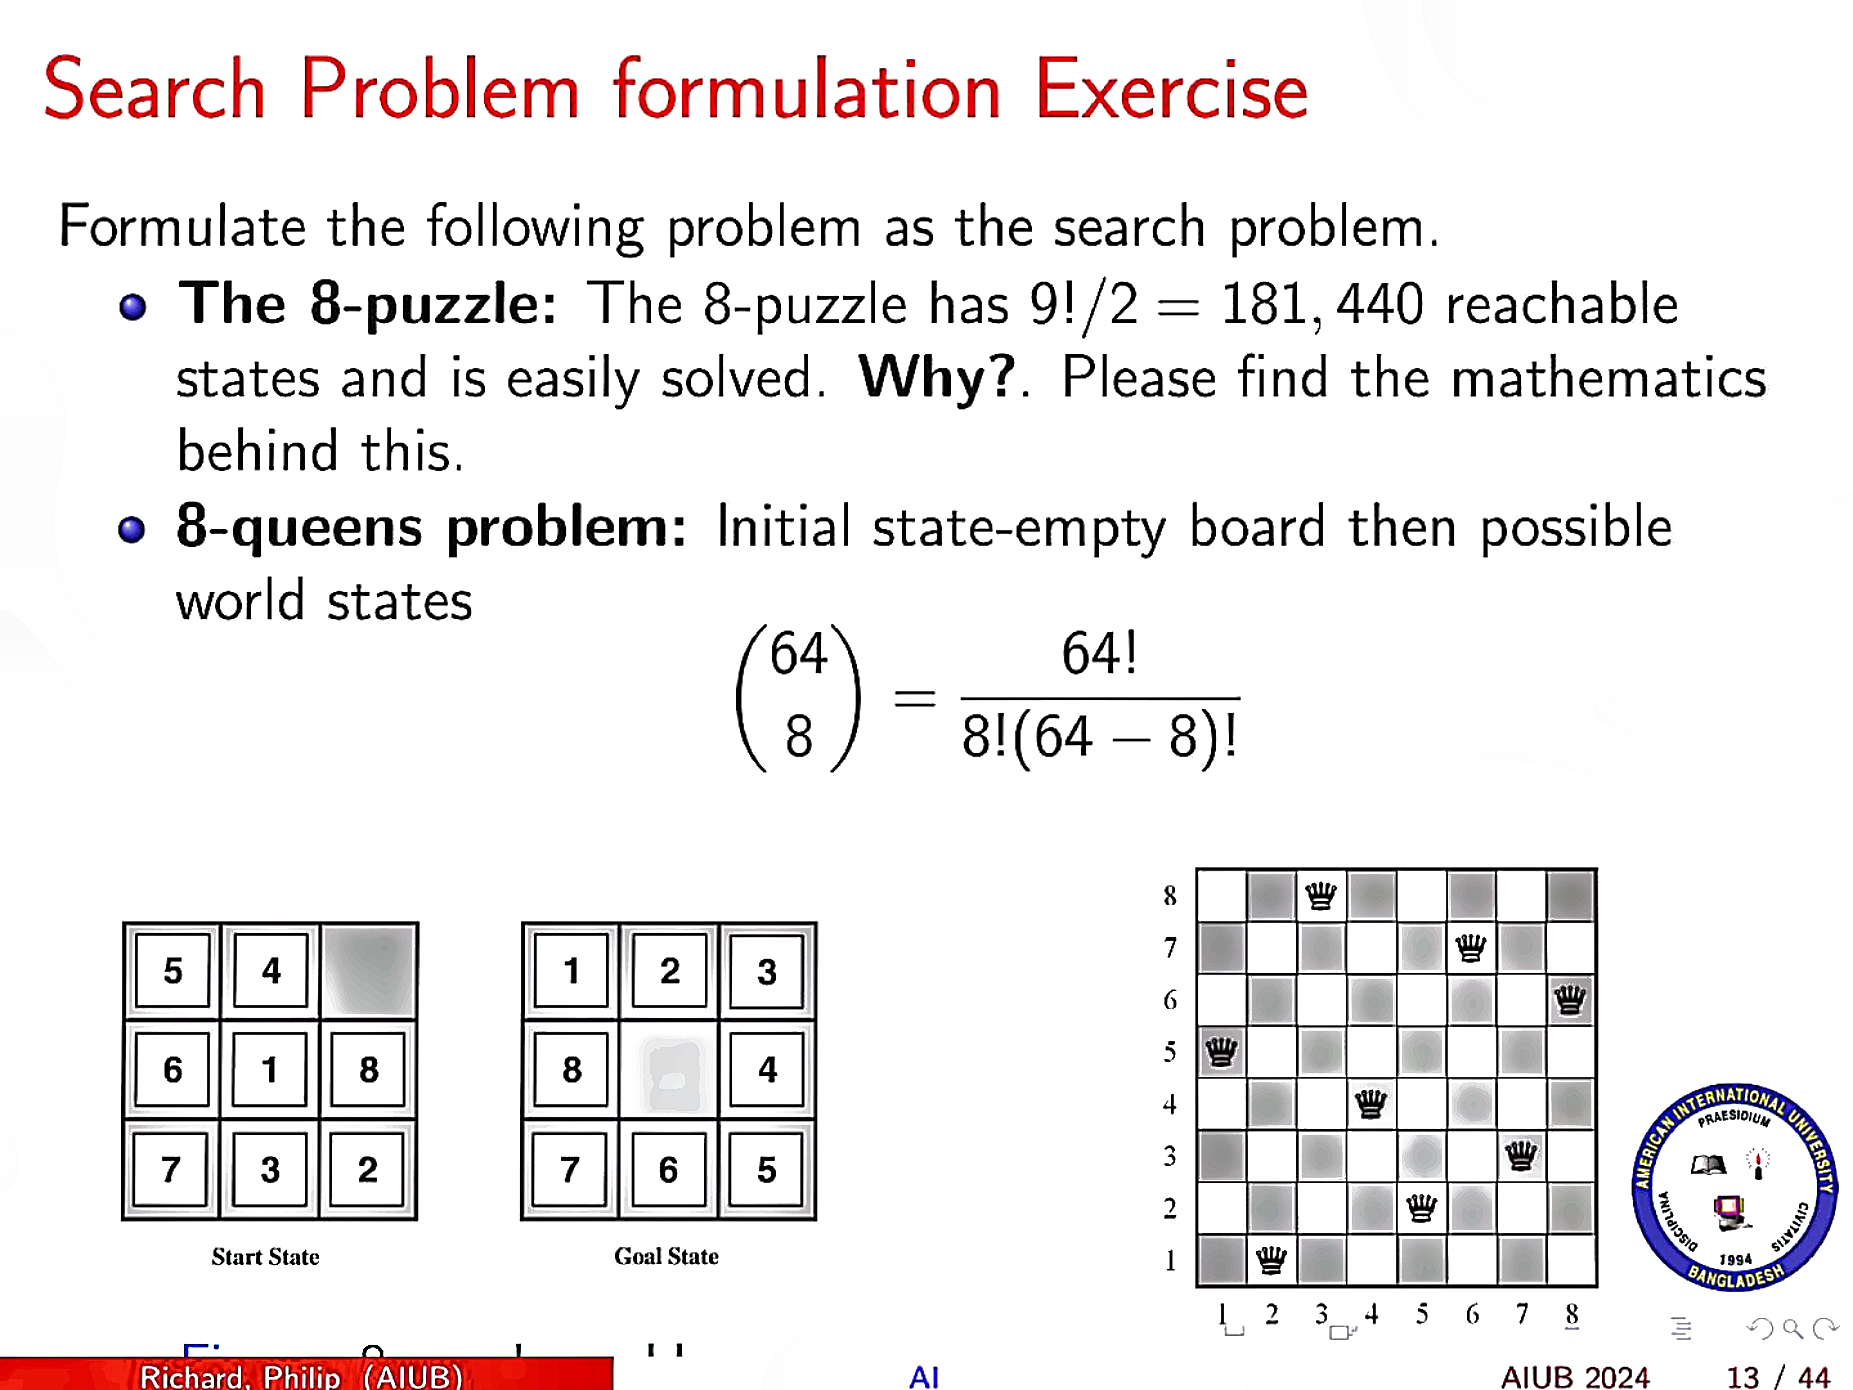 Search Problem formulation Exercise
Formulate the following problem as the search problem.
The 8-puzzle: The 8-puzzle has 9!/2 = 181, 440 reachable
states and is easily solved. Why?. Please find the mathematics
behind this.
8-queens problem: Initial state-empty board then possible
world states
(64 8) = 64! / 8!(64 − 8)!
5 4
6 1 8
7 3 2
Start State
1 2 3
8 4
7 6 5
Goal State
8
7
6
5
4
3
2
1
1 2 3 4 5 6 7 8
AMERICAN INTERNATIONAL UNIVERSITY
PRAESIDIUM
DISCIPLINA
CIVITATIS
1994
BANGLADESH
Richard, Philip (AIUB)
AI
AIUB 2024
13 / 44